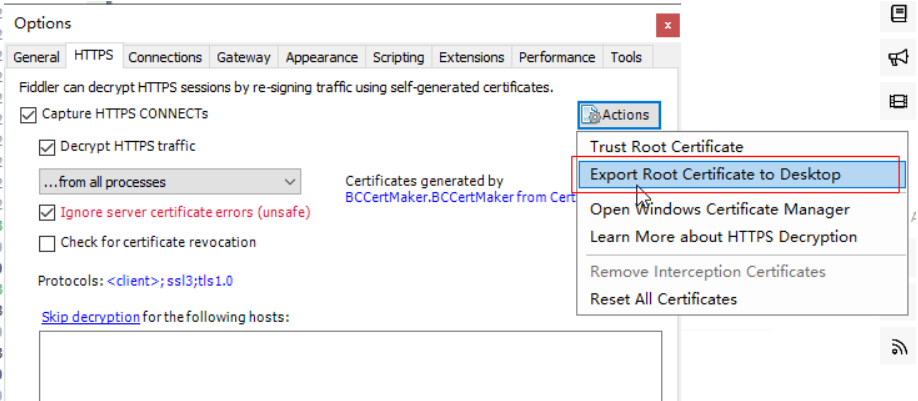 Options
General HTTPS Connections Gateway Appearance Scripting Extensions Performance Tools
Fiddler can decrypt HTTPS sessions by re-signing traffic using self-generated certificates.
Capture HTTPS CONNECTs
Actions
Decrypt HTTPS traffic
Trust Root Certificate
...from all processes
Certificates generated by
Export Root Certificate to Desktop
BCCertMaker.BCCertMaker from Cert
Ignore server certificate errors (unsafe)
Open Windows Certificate Manager
Check for certificate revocation
Learn More about HTTPS Decryption
Remove Interception Certificates
Protocols: <client>; ssl3;tls1.0
Reset All Certificates
Skip decryption for the following hosts: